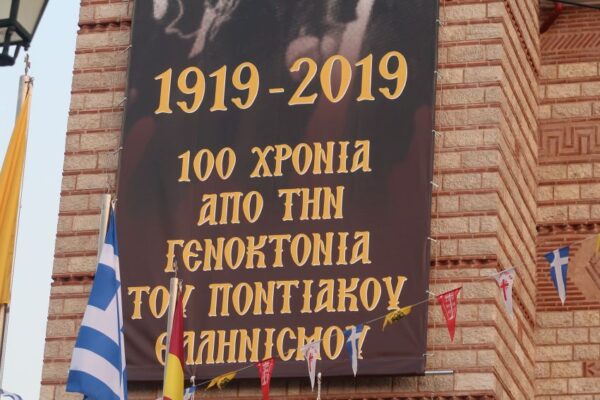 1919-2019
100 ΧΡΟΝΙΑ
ΑΠΟ ΤΗΝ
ΓΕΝΟΚΤΟΝΙΑ
ΤΟΥ ΠΟΝΤΙΑΚΟΥ
ΕΛΛΗΝΙΣΜΟΥ